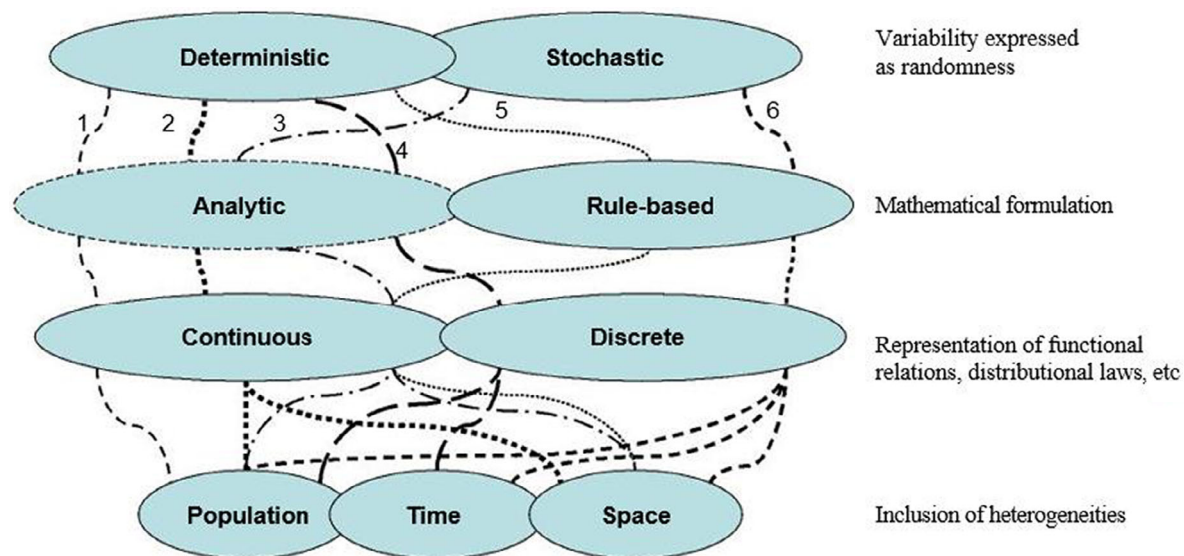 Deterministic
Stochastic
Variability expressed
as randomness
1
2
3
4
5
6
Analytic
Rule-based
Mathematical formulation
Continuous
Discrete
Representation of functional
relations, distributional laws, etc
Population
Time
Space
Inclusion of heterogeneities